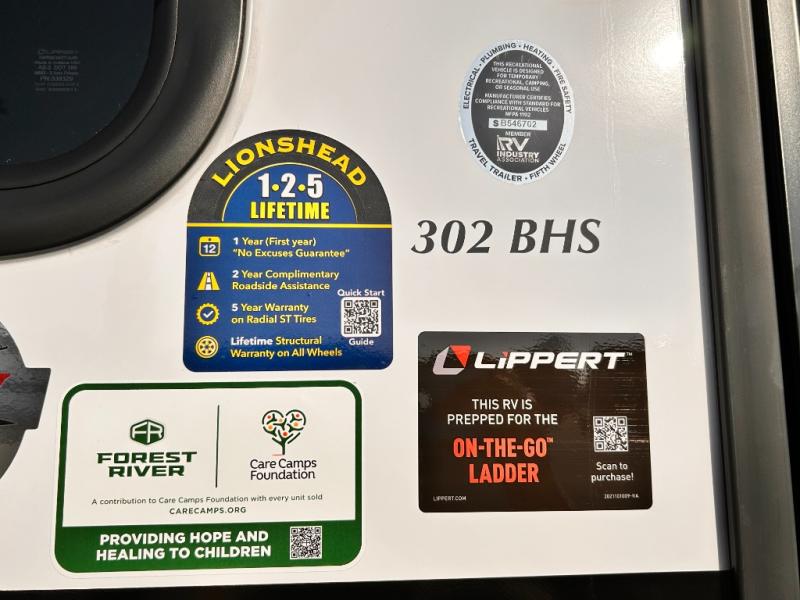 LIPPERT
ELECTRICAL • PLUMBING • HEATING • FIRE SAFETY
THIS RECREATIONAL
VEHICLE IS DESIGNED
FOR TEMPORARY
RECREATIONAL, CAMPING,
OR SEASONAL USE
MANUFACTURER CERTIFIES
COMPLIANCE WITH STANDARD FOR
RECREATIONAL VEHICLES
NFPA 1192
SB546702
MEMBER
RV
INDUSTRY
ASSOCIATION
TRAVEL TRAILER • FIFTH WHEEL
LIONSHEAD
1•2•5
LIFETIME
12
1 Year (First year)
"No Excuses Guarantee"
2 Year Complimentary
Roadside Assistance
5 Year Warranty
on Radial ST Tires
Lifetime Structural
Warranty on All Wheels
Quick Start
Guide
302 BHS
LiPPERT™
THIS RV IS
PREPPED FOR THE
ON-THE-GO™
LADDER
Scan to
purchase!
LIPPERT.COM
FR
FOREST
RIVER
Care Camps
Foundation
A contribution to Care Camps Foundation with every unit sold
CARECAMPS.ORG
PROVIDING HOPE AND
HEALING TO CHILDREN